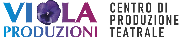 VIOLA
PRODUZIONI
CENTRO DI
PRODUZIONE
TEATRALE